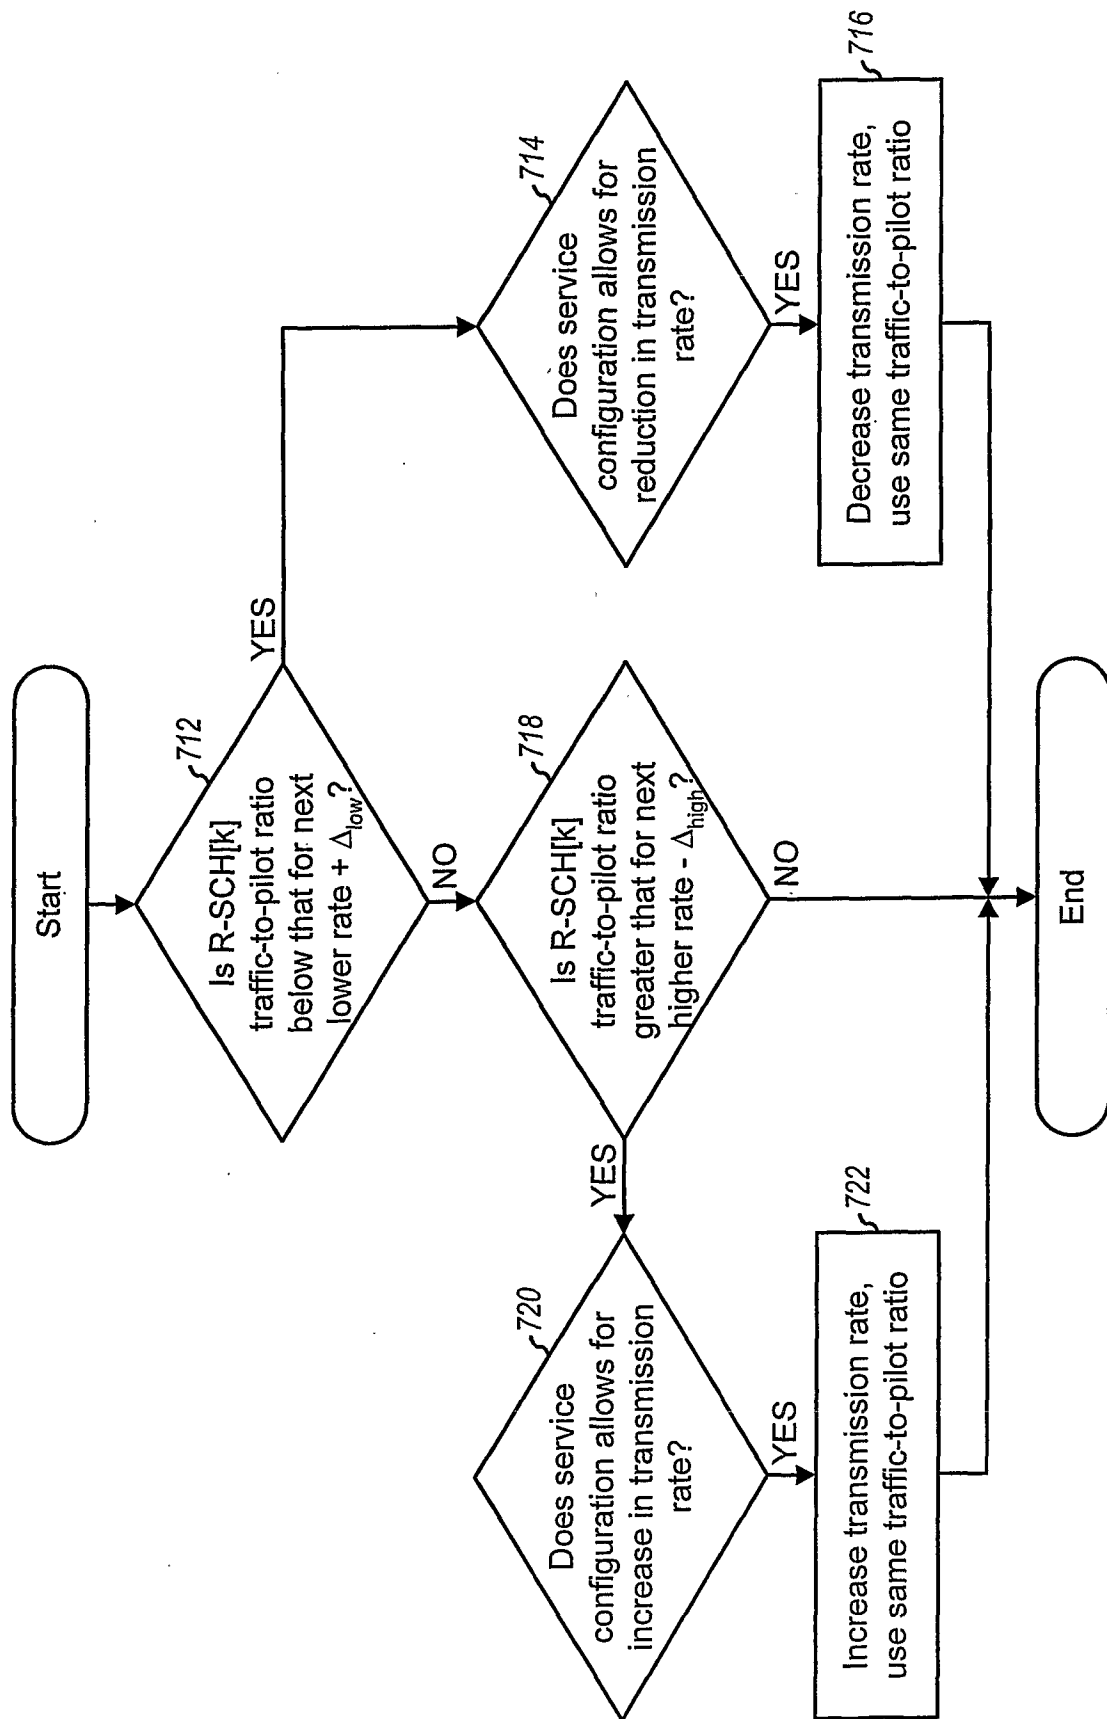 Start
712
Is R-SCH[k]
traffic-to-pilot ratio
below that for next
lower rate + Δlow?
YES
NO
714
Does service
configuration allows for
reduction in transmission
rate?
YES
716
Decrease transmission rate,
use same traffic-to-pilot ratio
718
Is R-SCH[k]
traffic-to-pilot ratio
greater that for next
higher rate - Δhigh?
YES
NO
720
Does service
configuration allows for
increase in transmission
rate?
YES
722
Increase transmission rate,
use same traffic-to-pilot ratio
End